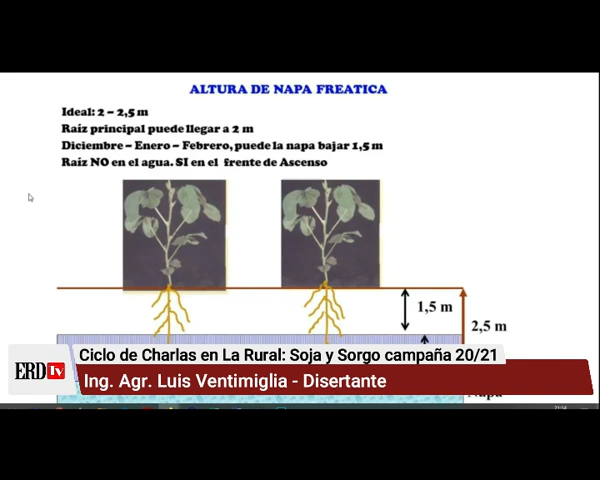 ALTURA DE NAPA FREATICA
Ideal: 2 – 2,5 m
Raíz principal puede llegar a 2 m
Diciembre – Enero – Febrero, puede la napa bajar 1,5 m
Raíz NO en el agua. SI en el frente de Ascenso
1,5 m
2,5 m
Ciclo de Charlas en La Rural: Soja y Sorgo campaña 20/21
ERD tv
Ing. Agr. Luis Ventimiglia - Disertante